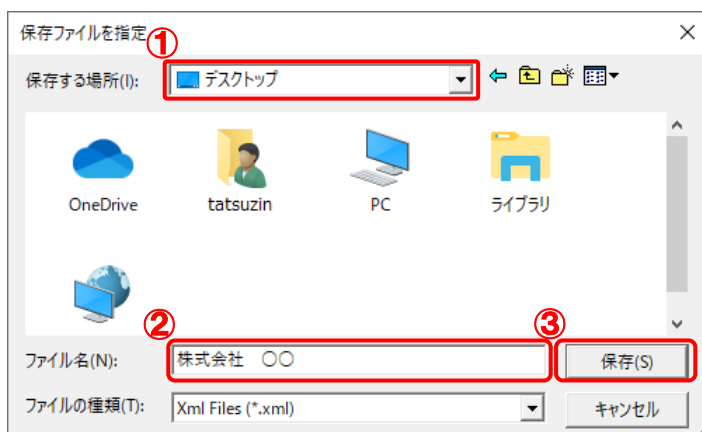 保存ファイルを指定
①
保存する場所(I):
デスクトップ
OneDrive
tatsuzin
PC
ライブラリ
②
③
ファイル名(N):
株式会社　○○
保存(S)
ファイルの種類(T):
Xml Files (*.xml)
キャンセル